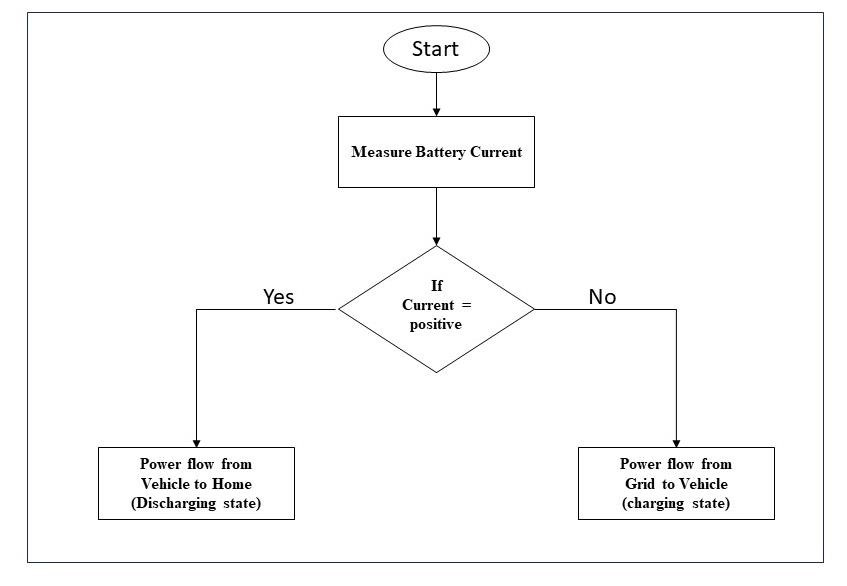 Start
Measure Battery Current
If
Current =
positive
Yes
No
Power flow from
Vehicle to Home
(Discharging state)
Power flow from
Grid to Vehicle
(charging state)